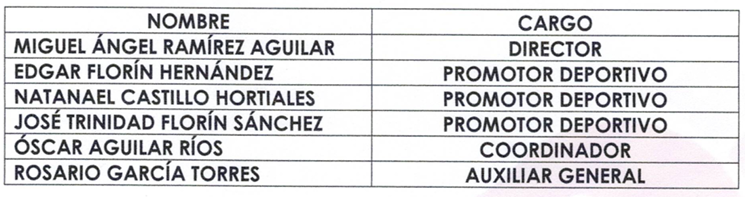 NOMBRE CARGO
MIGUEL ÁNGEL RAMÍREZ AGUILAR DIRECTOR
EDGAR FLORÍN HERNÁNDEZ PROMOTOR DEPORTIVO
NATANAEL CASTILLO HORTIALES PROMOTOR DEPORTIVO
JOSÉ TRINIDAD FLORÍN SÁNCHEZ PROMOTOR DEPORTIVO
ÓSCAR AGUILAR RÍOS COORDINADOR
ROSARIO GARCÍA TORRES AUXILIAR GENERAL